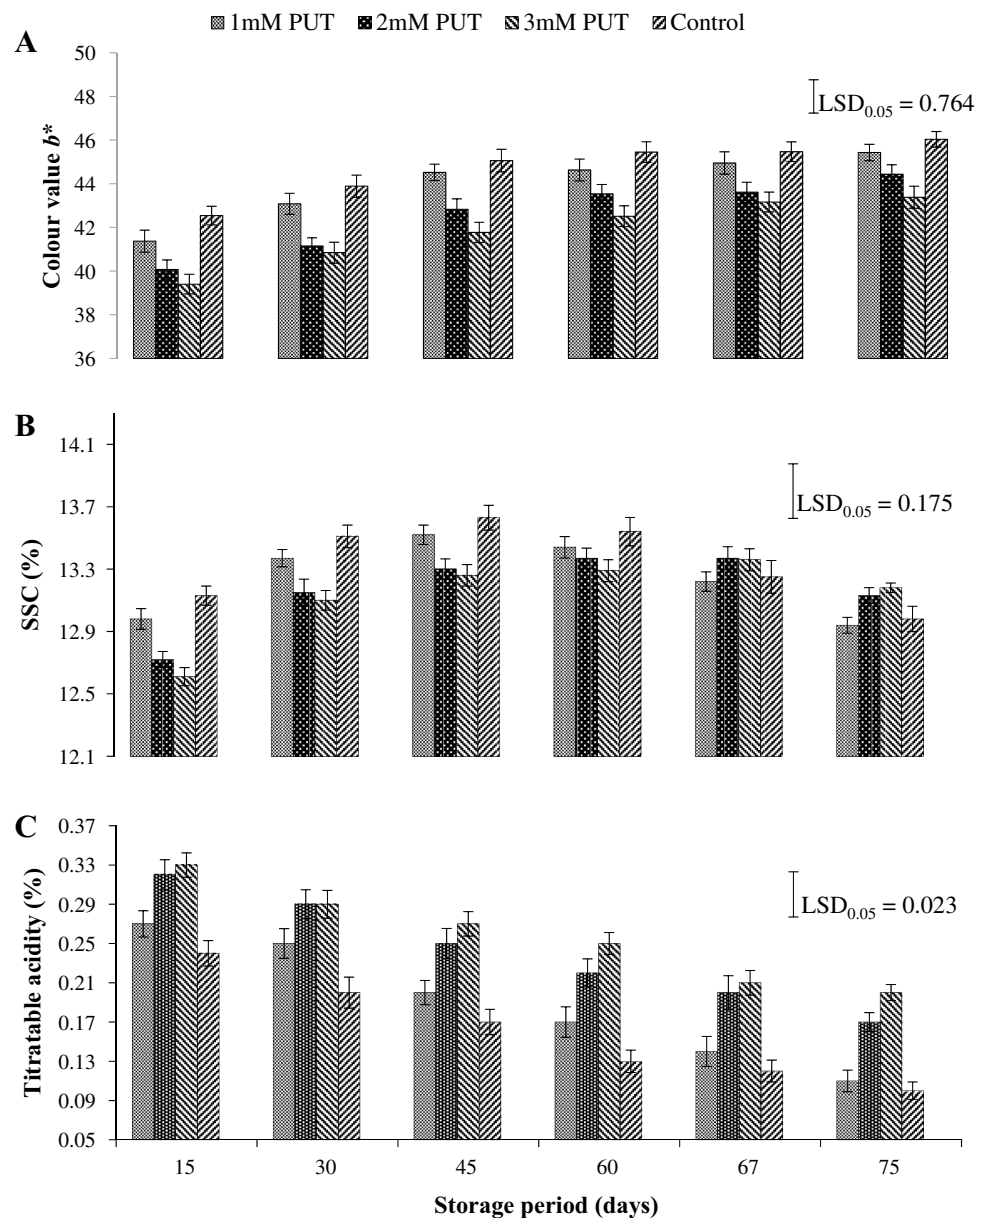 1mM PUT 2mM PUT 3mM PUT Control
A
50
48
46
44
42
40
38
36
Colour value b*
LSD0.05 = 0.764
B
14.1
13.7
13.3
12.9
12.5
12.1
SSC (%)
LSD0.05 = 0.175
C
0.37
0.33
0.29
0.25
0.21
0.17
0.13
0.09
0.05
Titratable acidity (%)
LSD0.05 = 0.023
15 30 45 60 67 75
Storage period (days)